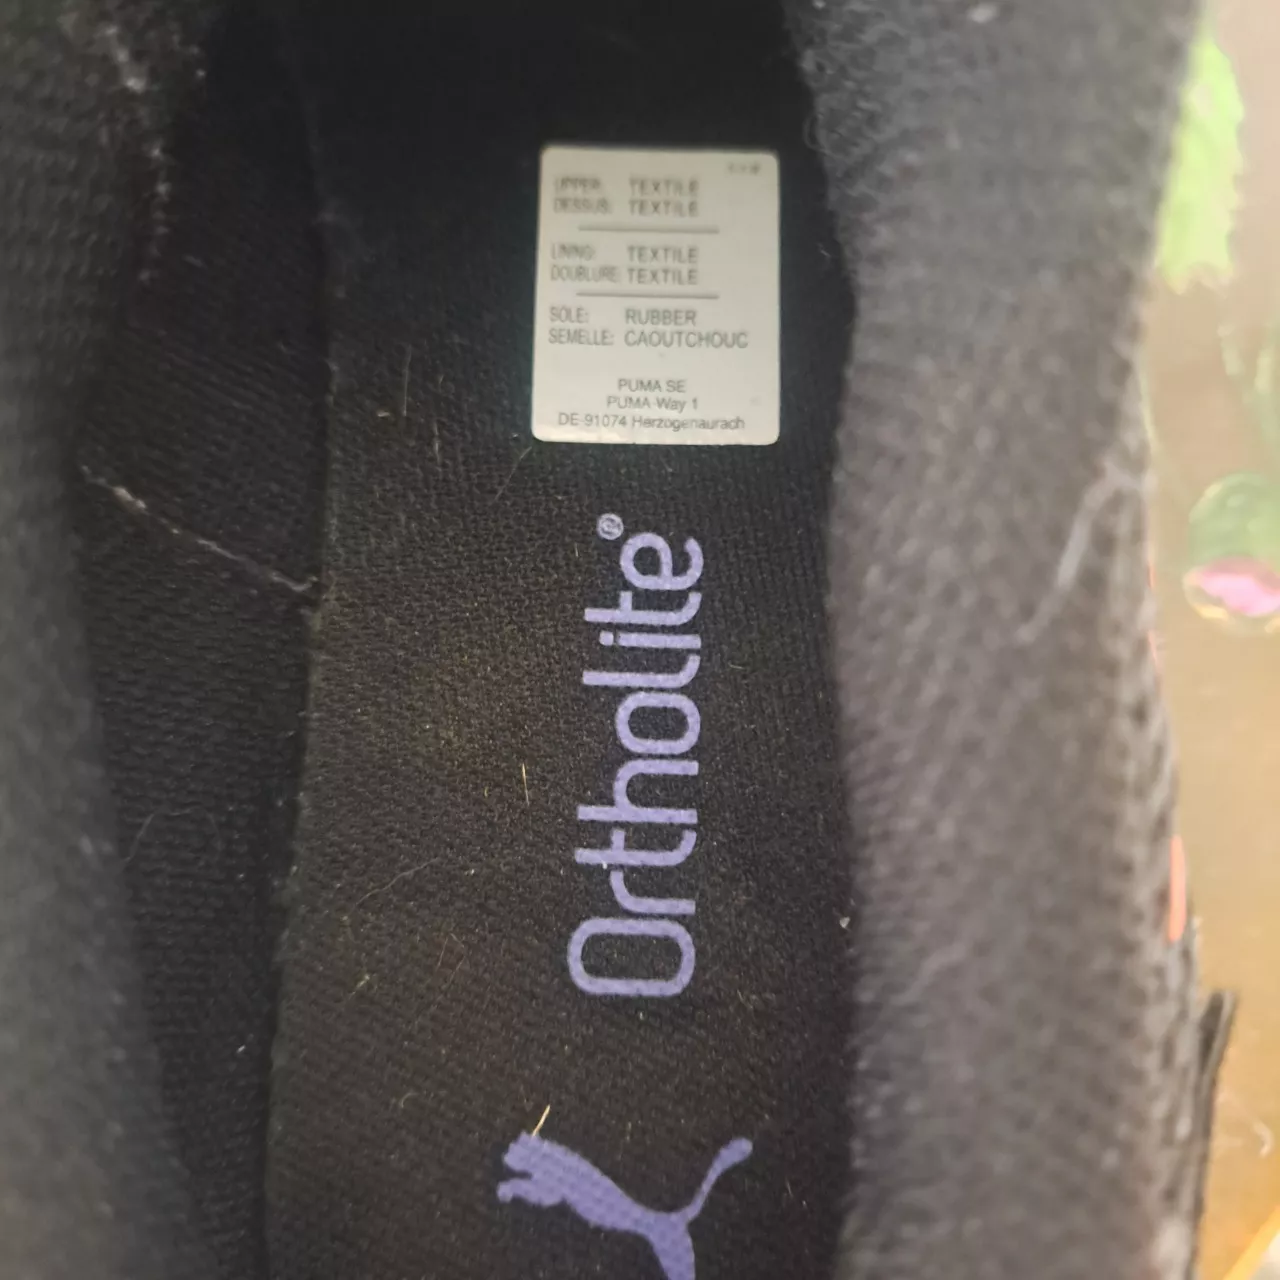 UPPER: TEXTILE
DESSUS: TEXTILE
LINING: TEXTILE
DOUBLURE: TEXTILE
SOLE: RUBBER
SEMELLE: CAOUTCHOUC
PUMA SE
PUMA-Way 1
DE-91074 Herzogenaurach
Ortholite®